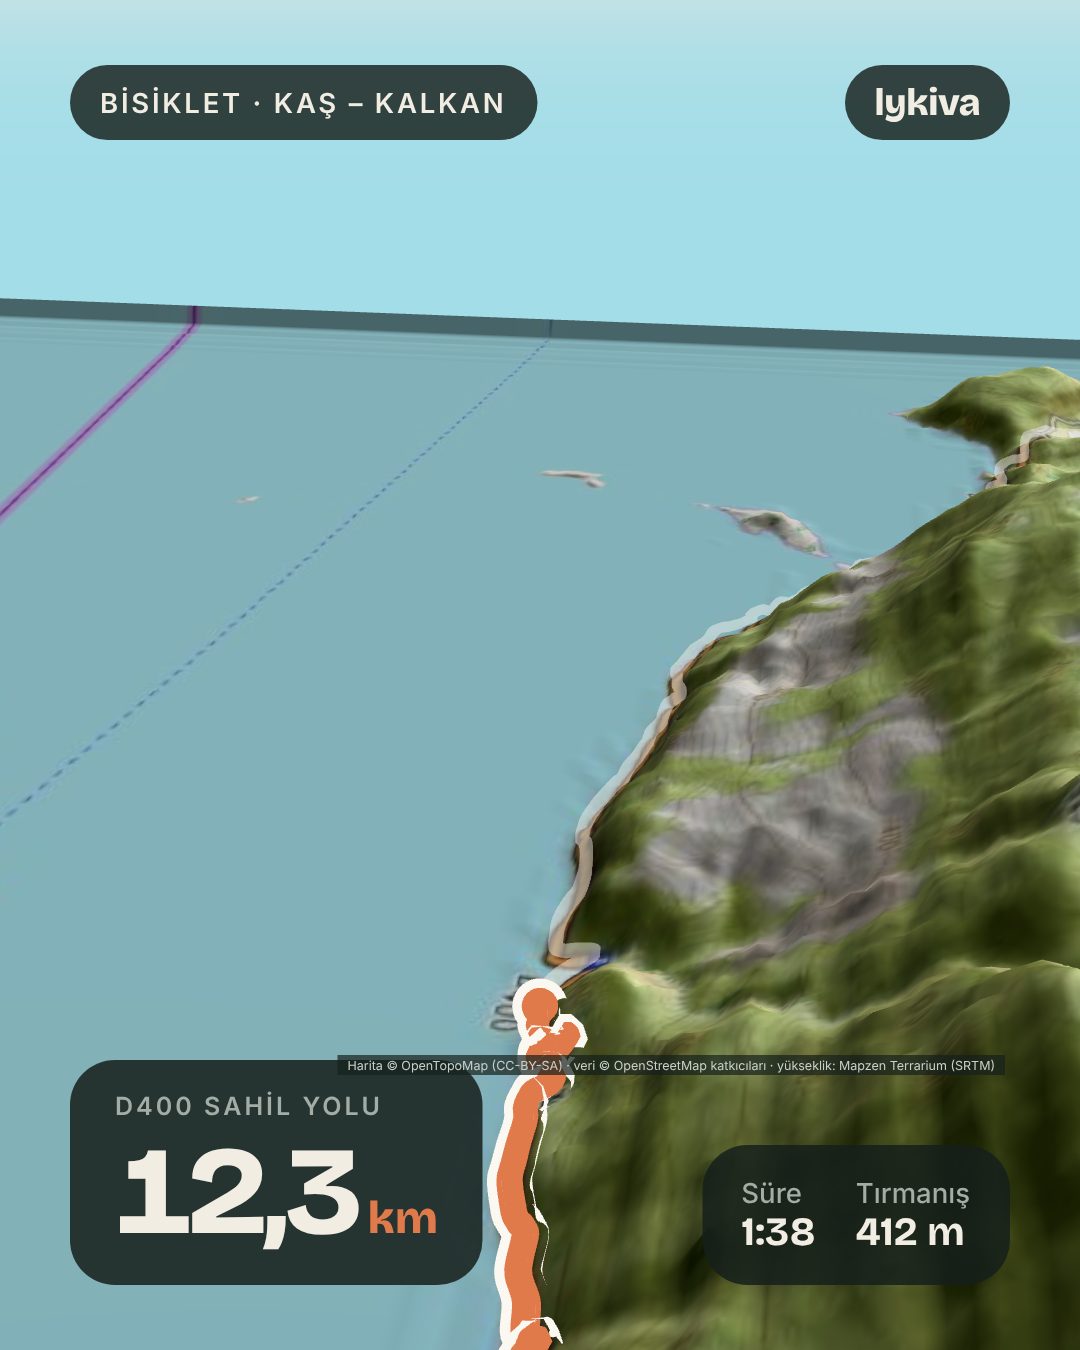 BİSİKLET · KAŞ – KALKAN
lykiva
Harita © OpenTopoMap (CC-BY-SA) · veri © OpenStreetMap katkıcıları · yükseklik: Mapzen Terrarium (SRTM)
D400 SAHİL YOLU
12,3 km
Süre Tırmanış
1:38 412 m